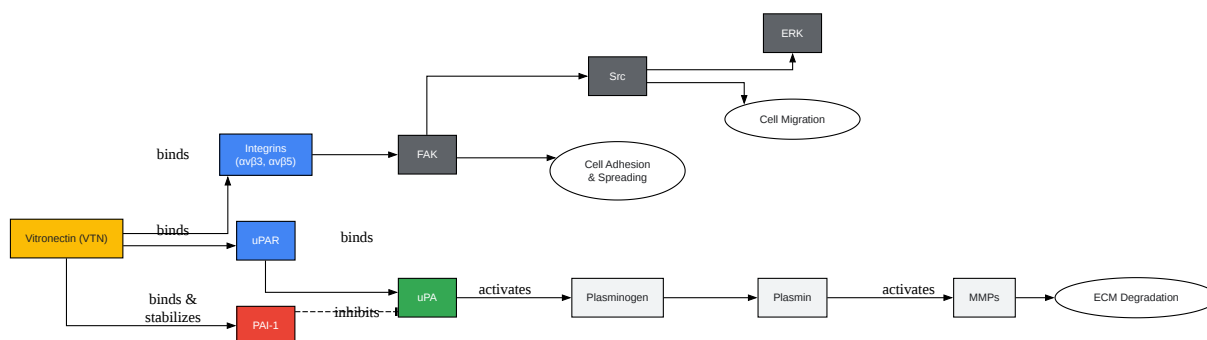 ERK
Src
Cell Migration
binds
Integrins
(αvβ3, αvβ5)
FAK
Cell Adhesion
& Spreading
Vitronectin (VTN)
binds
uPAR
binds
binds &
stabilizes
PAI-1
inhibits
uPA
activates
Plasminogen
Plasmin
activates
MMPs
ECM Degradation